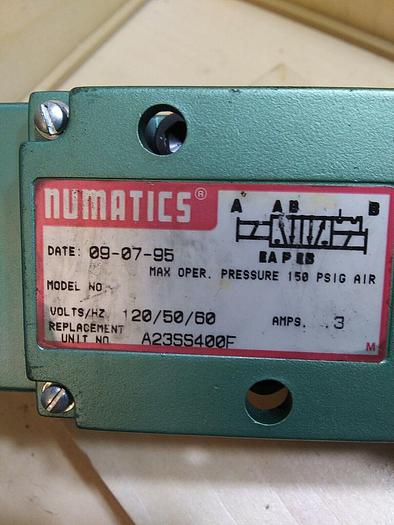 NUMATICS®
A AB B
EA P EB
DATE: 09-07-95
MAX OPER. PRESSURE 150 PSIG AIR
MODEL NO.
VOLTS/HZ 120/50/60 AMPS. .3
REPLACEMENT
UNIT NO. A23SS400F
M